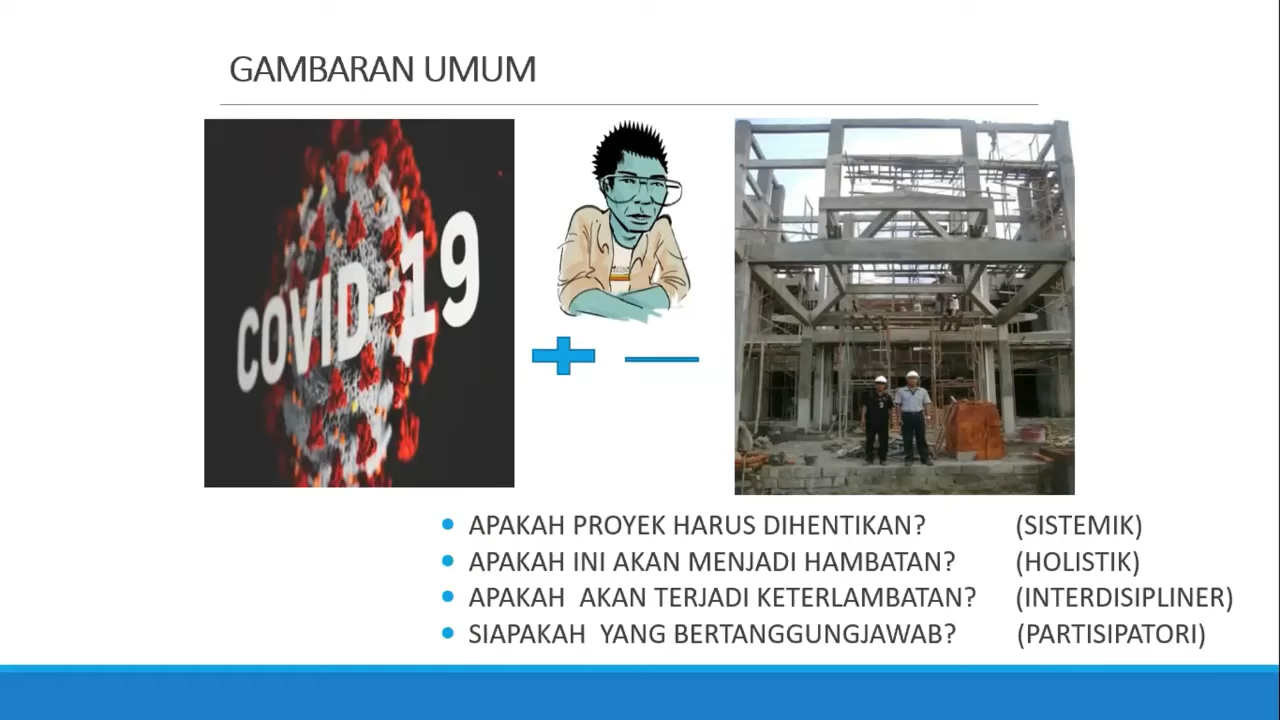 GAMBARAN UMUM
COVID-19
APAKAH PROYEK HARUS DIHENTIKAN? (SISTEMIK)
APAKAH INI AKAN MENJADI HAMBATAN? (HOLISTIK)
APAKAH AKAN TERJADI KETERLAMBATAN? (INTERDISIPLINER)
SIAPAKAH YANG BERTANGGUNGJAWAB? (PARTISIPATORI)